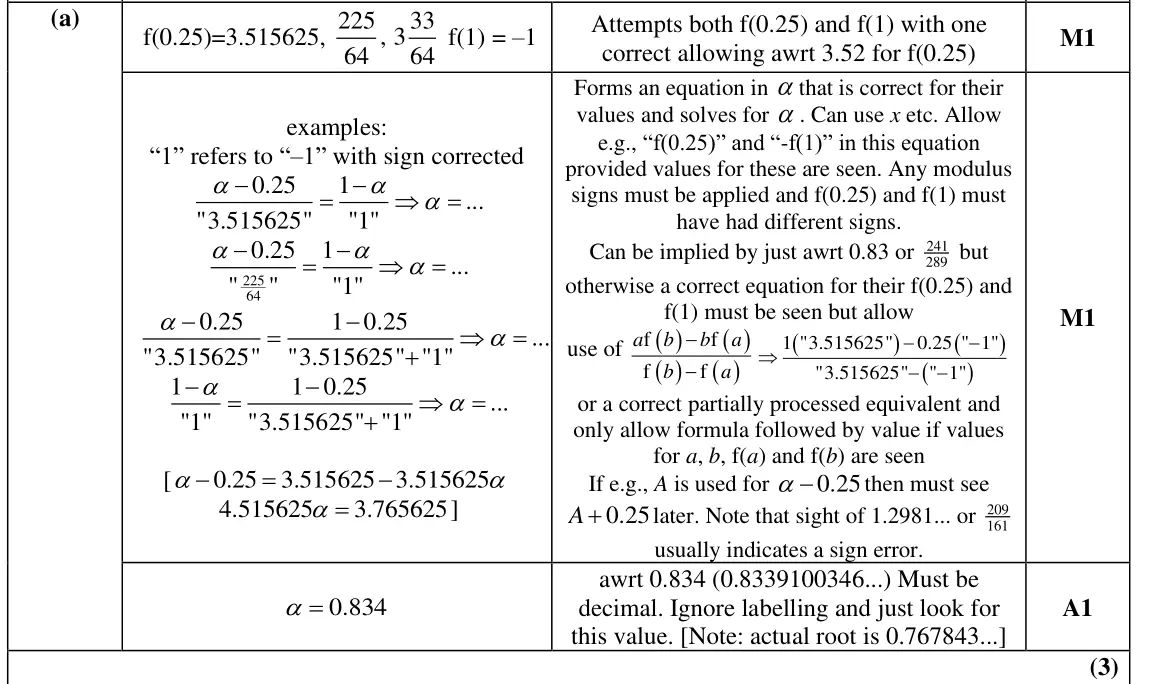 (a)
f(0.25)=3.515625, 225/64, 3 33/64 f(1) = –1
Attempts both f(0.25) and f(1) with one
correct allowing awrt 3.52 for f(0.25)
M1
examples:
“1” refers to “–1” with sign corrected
(α − 0.25)/"3.515625" = (1 − α)/"1" ⇒ α = ...
(α − 0.25)/"225/64" = (1 − α)/"1" ⇒ α = ...
(α − 0.25)/"3.515625" = (1 − 0.25)/("3.515625"+"1") ⇒ α = ...
(1 − α)/"1" = (1 − 0.25)/("3.515625"+"1") ⇒ α = ...
[α − 0.25 = 3.515625 − 3.515625α
4.515625α = 3.765625]
Forms an equation in α that is correct for their
values and solves for α . Can use x etc. Allow
e.g., “f(0.25)” and “-f(1)” in this equation
provided values for these are seen. Any modulus
signs must be applied and f(0.25) and f(1) must
have had different signs.
Can be implied by just awrt 0.83 or 241/289 but
otherwise a correct equation for their f(0.25) and
f(1) must be seen but allow
use of (af(b) − bf(a))/(f(b) − f(a)) ⇒ (1("3.515625") − 0.25("−1"))/("3.515625"−("−1"))
or a correct partially processed equivalent and
only allow formula followed by value if values
for a, b, f(a) and f(b) are seen
If e.g., A is used for α − 0.25 then must see
A + 0.25 later. Note that sight of 1.2981... or 209/161
usually indicates a sign error.
M1
α = 0.834
awrt 0.834 (0.8339100346...) Must be
decimal. Ignore labelling and just look for
this value. [Note: actual root is 0.767843...]
A1
(3)